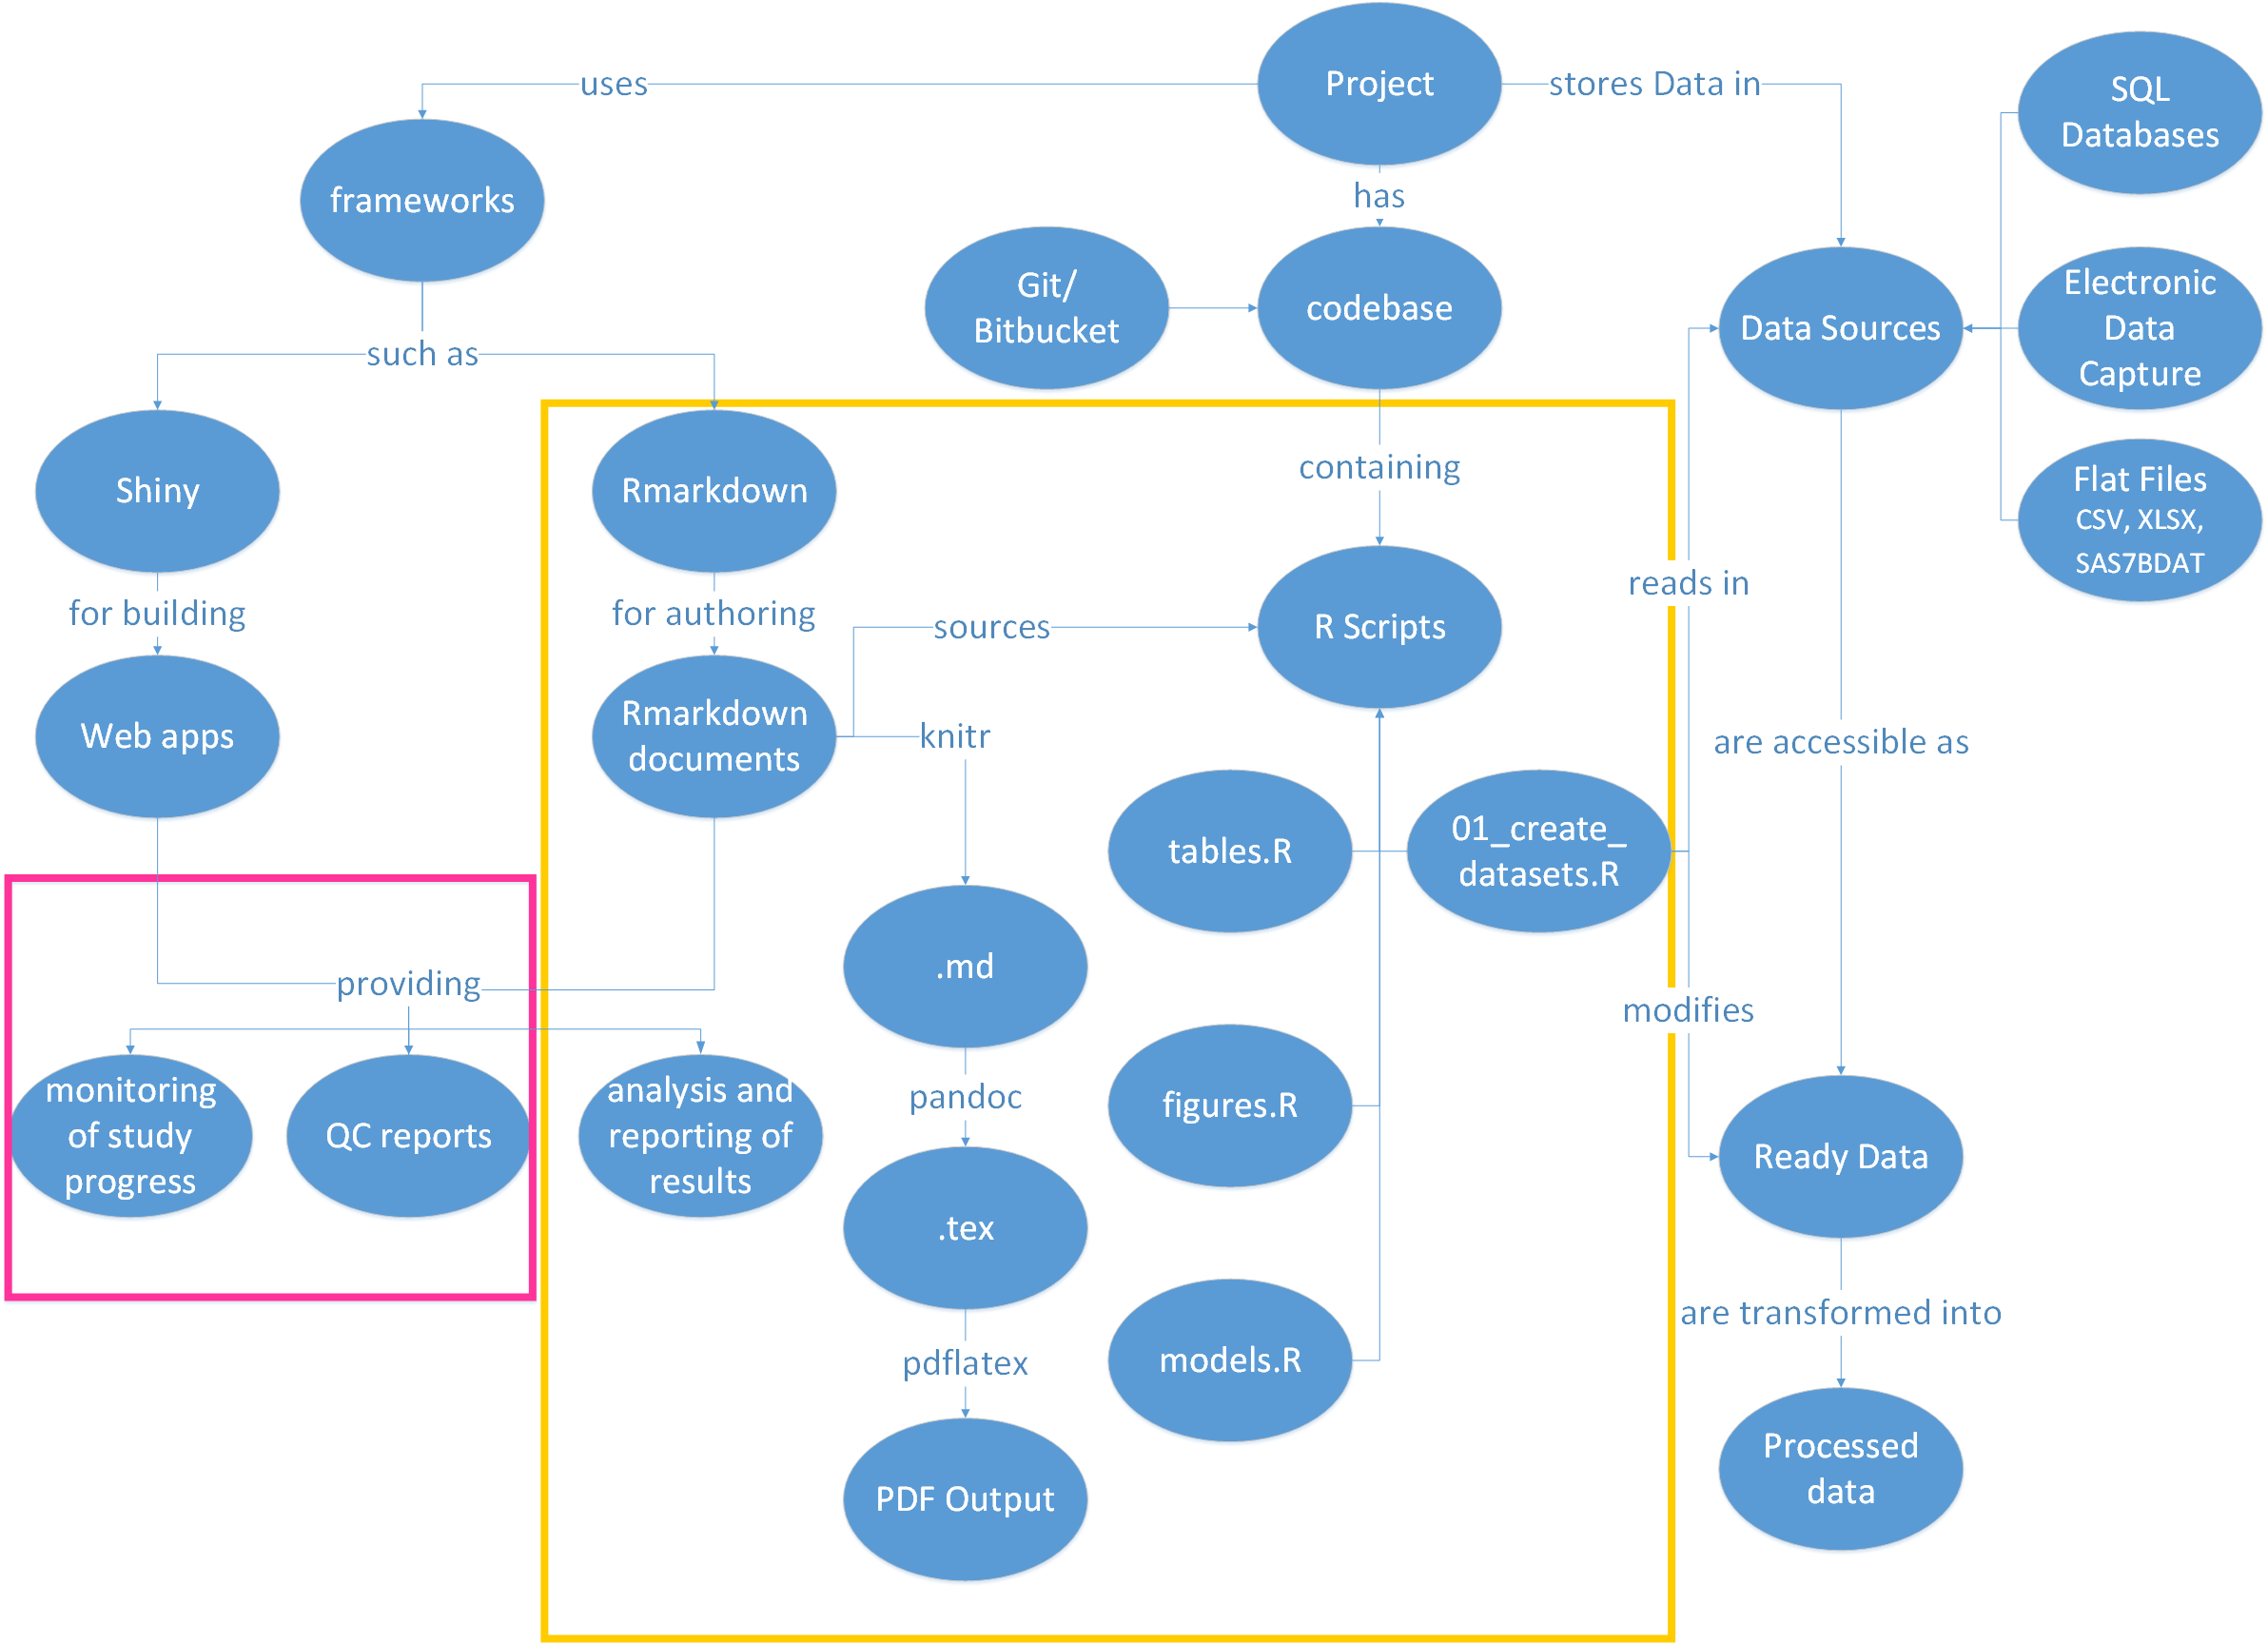 Project
uses
stores Data in
SQL
Databases
frameworks
has
Git/
Bitbucket
codebase
Data Sources
Electronic
Data
Capture
such as
Shiny
Rmarkdown
containing
Flat Files
CSV, XLSX,
SAS7BDAT
for building
for authoring
sources
R Scripts
reads in
Web apps
Rmarkdown
documents
knitr
are accessible as
tables.R
01_create_
datasets.R
providing
.md
modifies
monitoring
of study
progress
QC reports
analysis and
reporting of
results
pandoc
figures.R
Ready Data
.tex
are transformed into
pdflatex
models.R
PDF Output
Processed
data